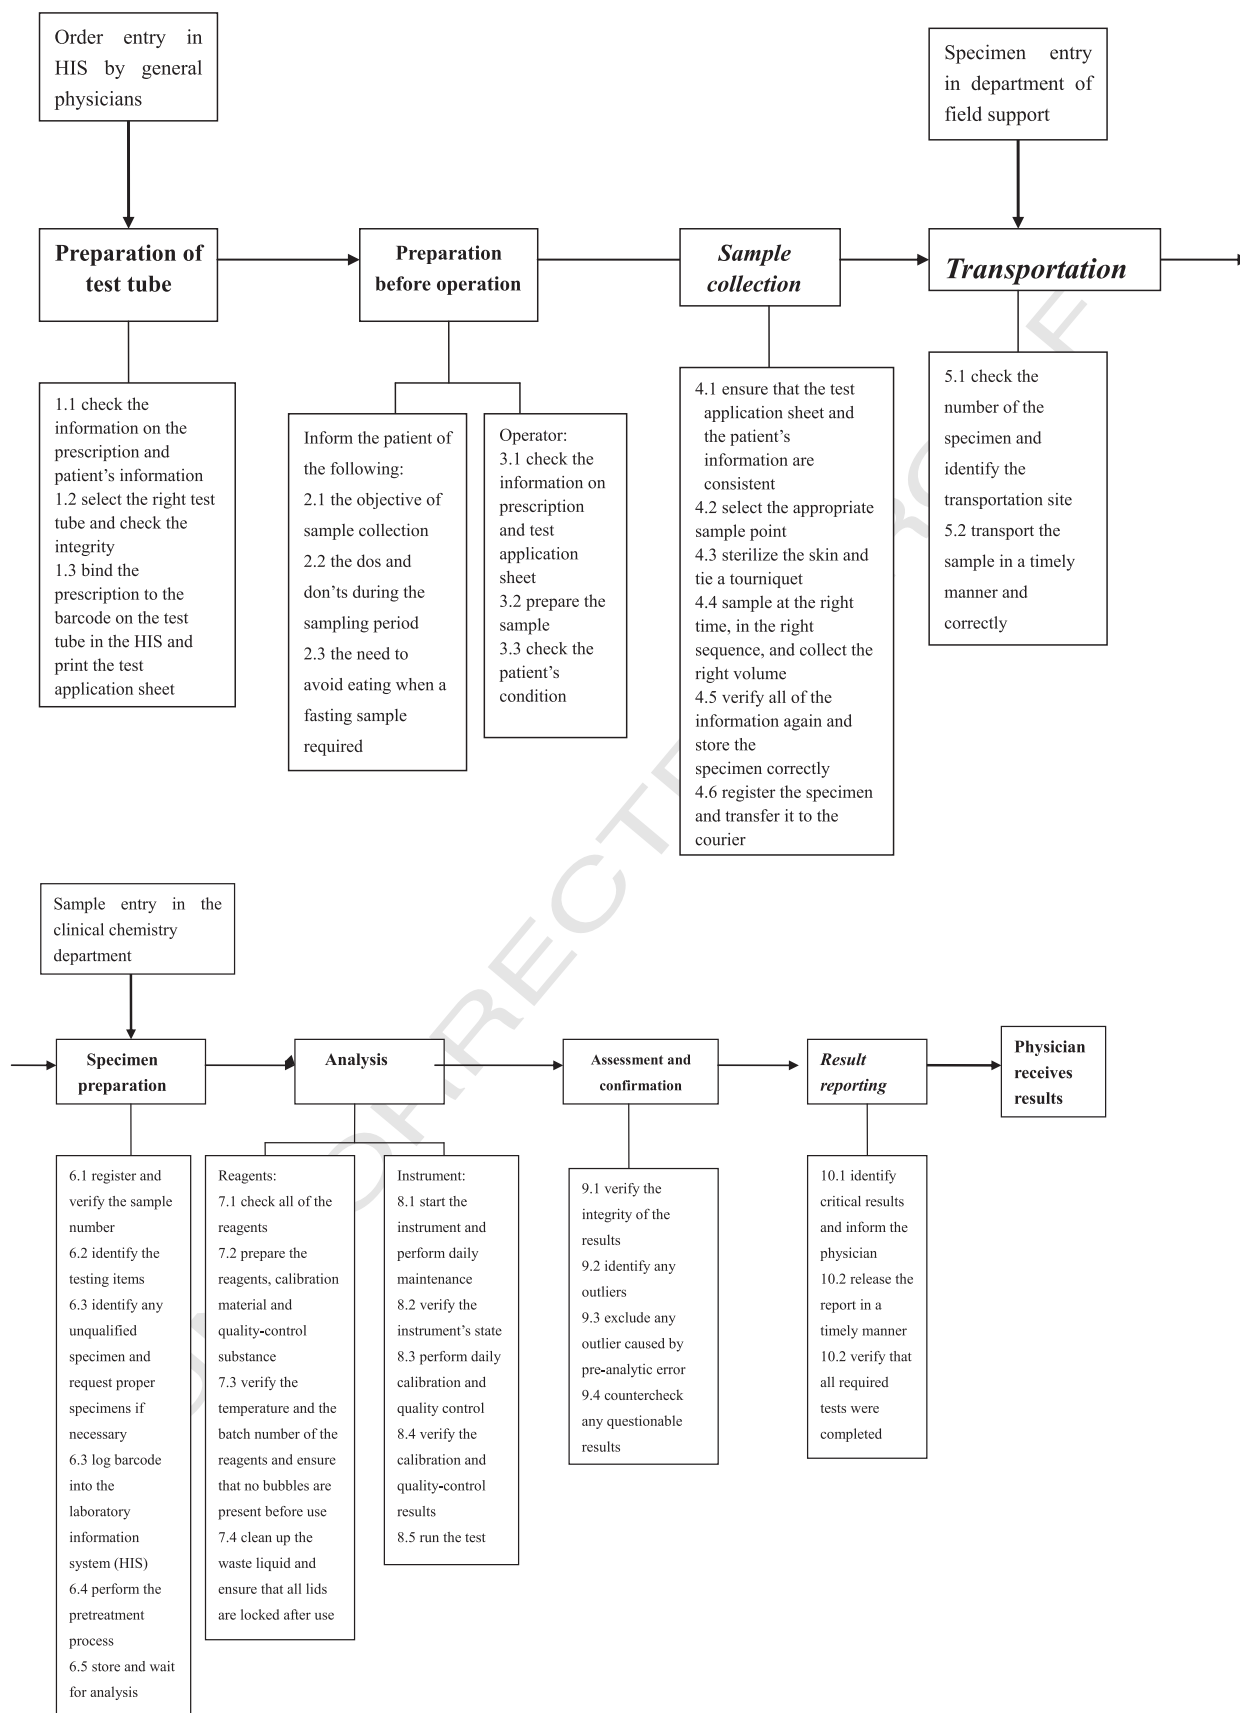 Order entry in
HIS by general
physicians
Specimen entry
in department of
field support
Preparation of
test tube
Preparation
before operation
Sample
collection
Transportation
1.1 check the
information on the
prescription and
patient's information
1.2 select the right test
tube and check the
integrity
1.3 bind the
prescription to the
barcode on the test
tube in the HIS and
print the test
application sheet
Inform the patient of
the following:
2.1 the objective of
sample collection
2.2 the dos and
don'ts during the
sampling period
2.3 the need to
avoid eating when a
fasting sample
required
Operator:
3.1 check the
information on
prescription
and test
application
sheet
3.2 prepare the
sample
3.3 check the
patient's
condition
4.1 ensure that the test
application sheet and
the patient's
information are
consistent
4.2 select the appropriate
sample point
4.3 sterilize the skin and
tie a tourniquet
4.4 sample at the right
time, in the right
sequence, and collect the
right volume
4.5 verify all of the
information again and
store the
specimen correctly
4.6 register the specimen
and transfer it to the
courier
5.1 check the
number of the
specimen and
identify the
transportation site
5.2 transport the
sample in a timely
manner and
correctly
Sample entry in the
clinical chemistry
department
Specimen
preparation
Analysis
Assessment and
confirmation
Result
reporting
Physician
receives
results
6.1 register and
verify the sample
number
6.2 identify the
testing items
6.3 identify any
unqualified
specimen and
request proper
specimens if
necessary
6.3 log barcode
into the
laboratory
information
system (HIS)
6.4 perform the
pretreatment
process
6.5 store and wait
for analysis
Reagents:
7.1 check all of the
reagents
7.2 prepare the
reagents, calibration
material and
quality-control
substance
7.3 verify the
temperature and the
batch number of the
reagents and ensure
that no bubbles are
present before use
7.4 clean up the
waste liquid and
ensure that all lids
are locked after use
Instrument:
8.1 start the
instrument and
perform daily
maintenance
8.2 verify the
instrument's state
8.3 perform daily
calibration and
quality control
8.4 verify the
calibration and
quality-control
results
8.5 run the test
9.1 verify the
integrity of the
results
9.2 identify any
outliers
9.3 exclude any
outlier caused by
pre-analytic error
9.4 countercheck
any questionable
results
10.1 identify
critical results
and inform the
physician
10.2 release the
report in a
timely manner
10.2 verify that
all required
tests were
completed